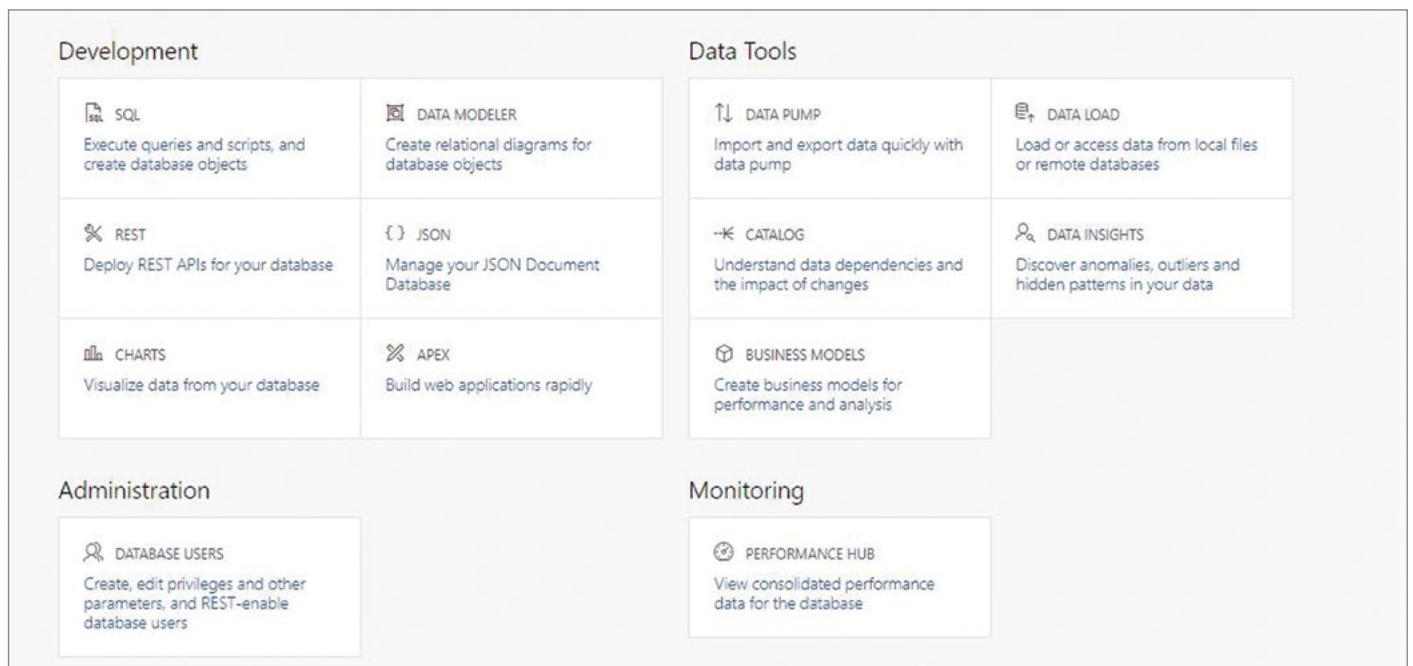 Development
SQL
Execute queries and scripts, and
create database objects
DATA MODELER
Create relational diagrams for
database objects
REST
Deploy REST APIs for your database
{ } JSON
Manage your JSON Document
Database
CHARTS
Visualize data from your database
APEX
Build web applications rapidly
Data Tools
DATA PUMP
Import and export data quickly with
data pump
DATA LOAD
Load or access data from local files
or remote databases
CATALOG
Understand data dependencies and
the impact of changes
DATA INSIGHTS
Discover anomalies, outliers and
hidden patterns in your data
BUSINESS MODELS
Create business models for
performance and analysis
Administration
DATABASE USERS
Create, edit privileges and other
parameters, and REST-enable
database users
Monitoring
PERFORMANCE HUB
View consolidated performance
data for the database